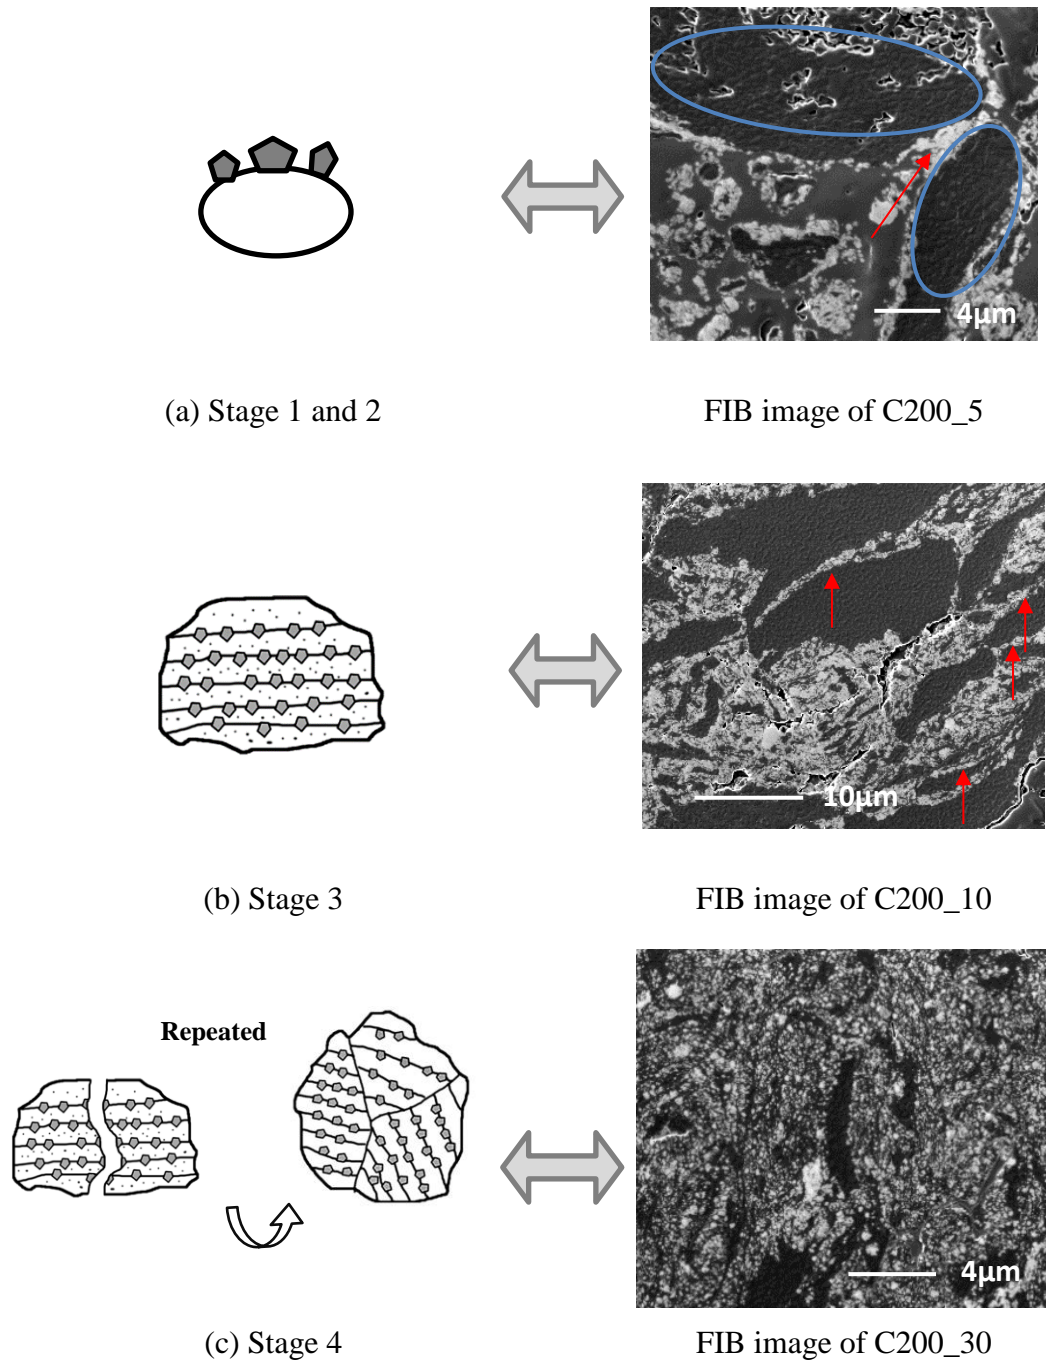 4μm
(a) Stage 1 and 2
FIB image of C200_5
10μm
(b) Stage 3
FIB image of C200_10
Repeated
4μm
(c) Stage 4
FIB image of C200_30